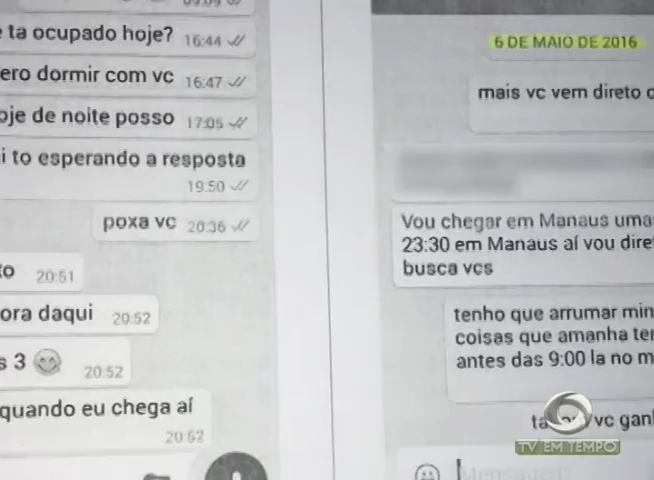 ta ocupado hoje? 16:44
ero dormir com vc 16:47
oje de noite posso 17:05
i to esperando a resposta
19:50
poxa vc 20:36
to 20:51
ora daqui 20:52
s 3 20:52
quando eu chega aí
20:52
6 DE MAIO DE 2016
mais vc vem direto
Vou chegar em Manaus uma
23:30 em Manaus aí vou dire
busca vcs
tenho que arrumar min
coisas que amanha te
antes das 9:00 la no m
vc gan
TV EM TEMPO
Mensagem